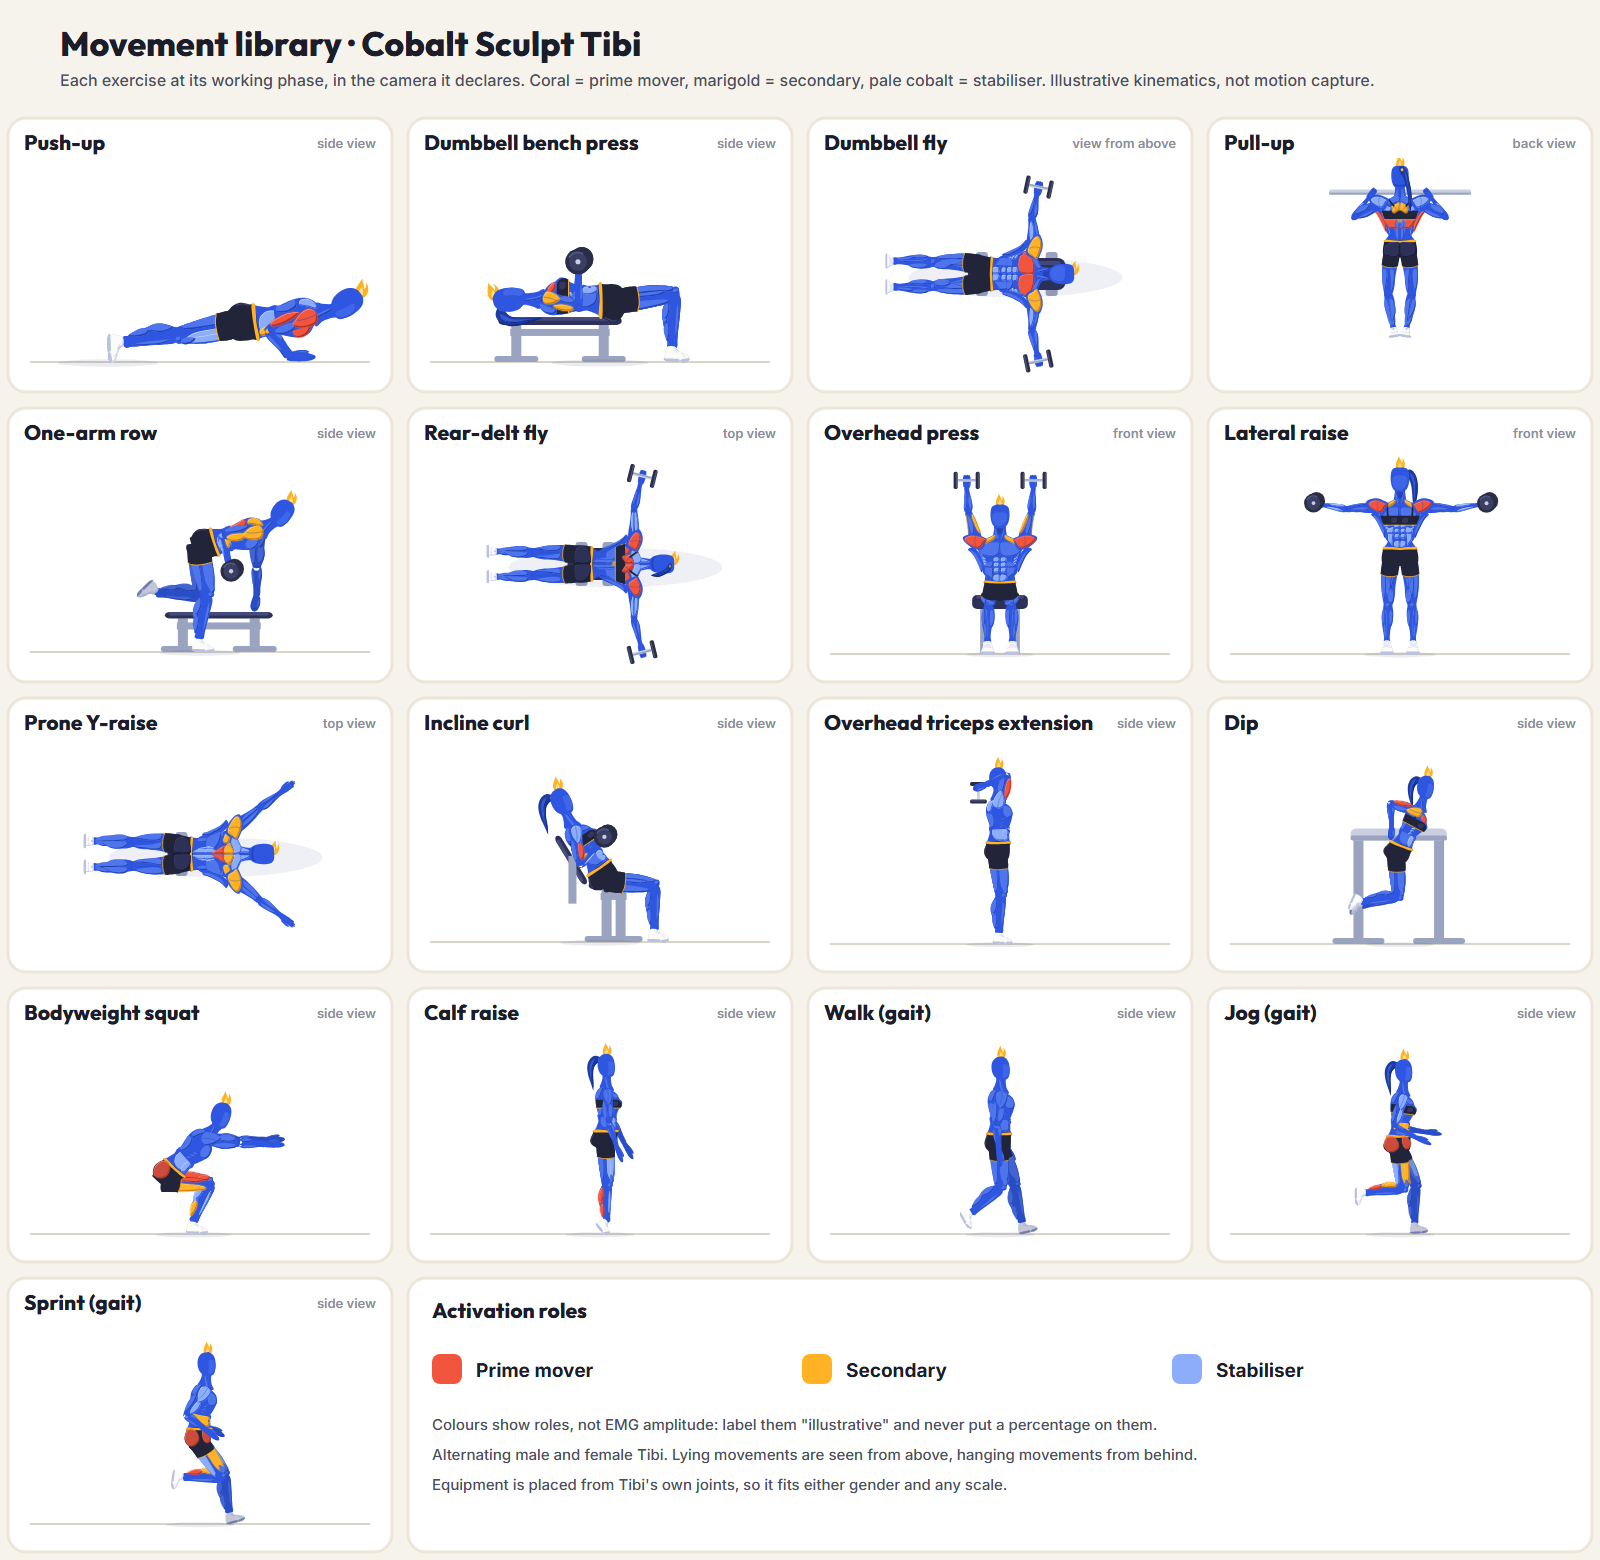 Movement library · Cobalt Sculpt Tibi
Each exercise at its working phase, in the camera it declares. Coral = prime mover, marigold = secondary, pale cobalt = stabiliser. Illustrative kinematics, not motion capture.
Push-up side view
Dumbbell bench press side view
Dumbbell fly view from above
Pull-up back view
One-arm row side view
Rear-delt fly top view
Overhead press front view
Lateral raise front view
Prone Y-raise top view
Incline curl side view
Overhead triceps extension side view
Dip side view
Bodyweight squat side view
Calf raise side view
Walk (gait) side view
Jog (gait) side view
Sprint (gait) side view
Activation roles
Prime mover
Secondary
Stabiliser
Colours show roles, not EMG amplitude: label them "illustrative" and never put a percentage on them.
Alternating male and female Tibi. Lying movements are seen from above, hanging movements from behind.
Equipment is placed from Tibi's own joints, so it fits either gender and any scale.